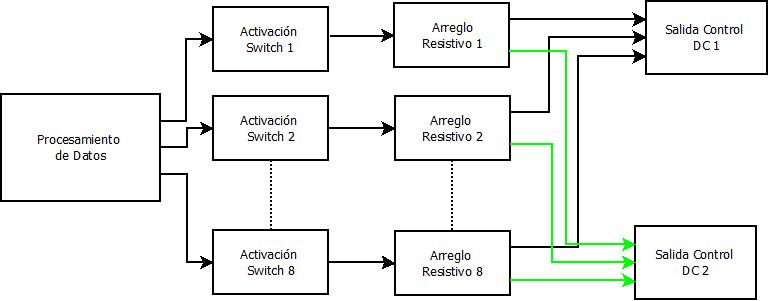 Activación
Switch 1
Arreglo
Resistivo 1
Salida Control
DC 1
Procesamiento
de Datos
Activación
Switch 2
Arreglo
Resistivo 2
Activación
Switch 8
Arreglo
Resistivo 8
Salida Control
DC 2